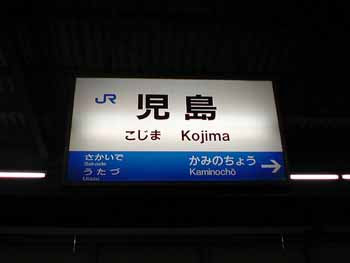 JR 児島
こじま Kojima
さかいで かみのちょう
Sakaide Kaminochō
うたづ
Utazu